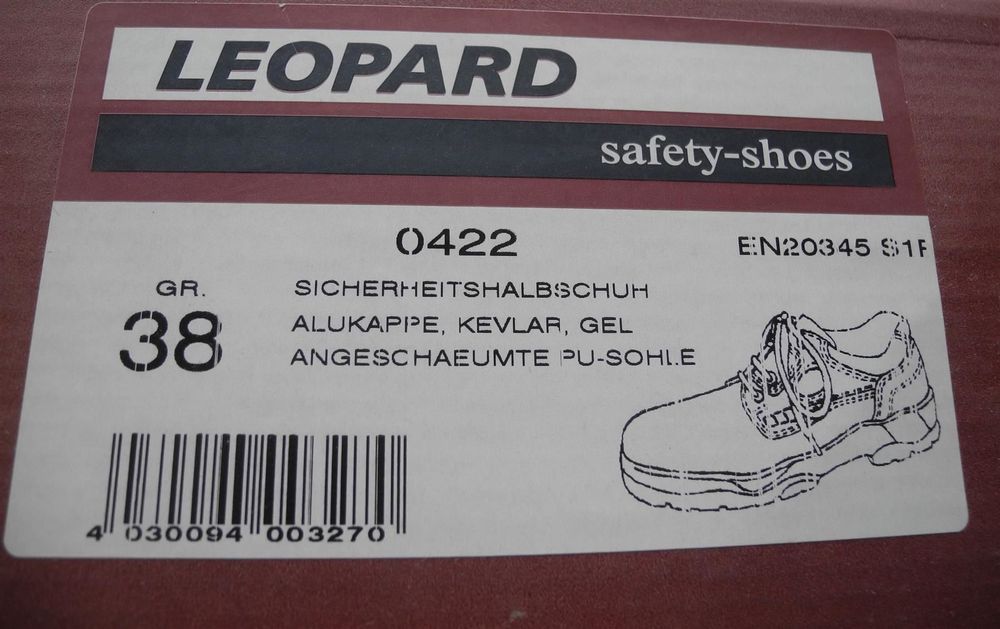 LEOPARD
safety-shoes
0422
EN20345 S1P
GR.
38
SICHERHEITSHALBSCHUH
ALUKAPPE, KEVLAR, GEL
ANGESCHAEUMTE PU-SOHLE
4 030094 003270